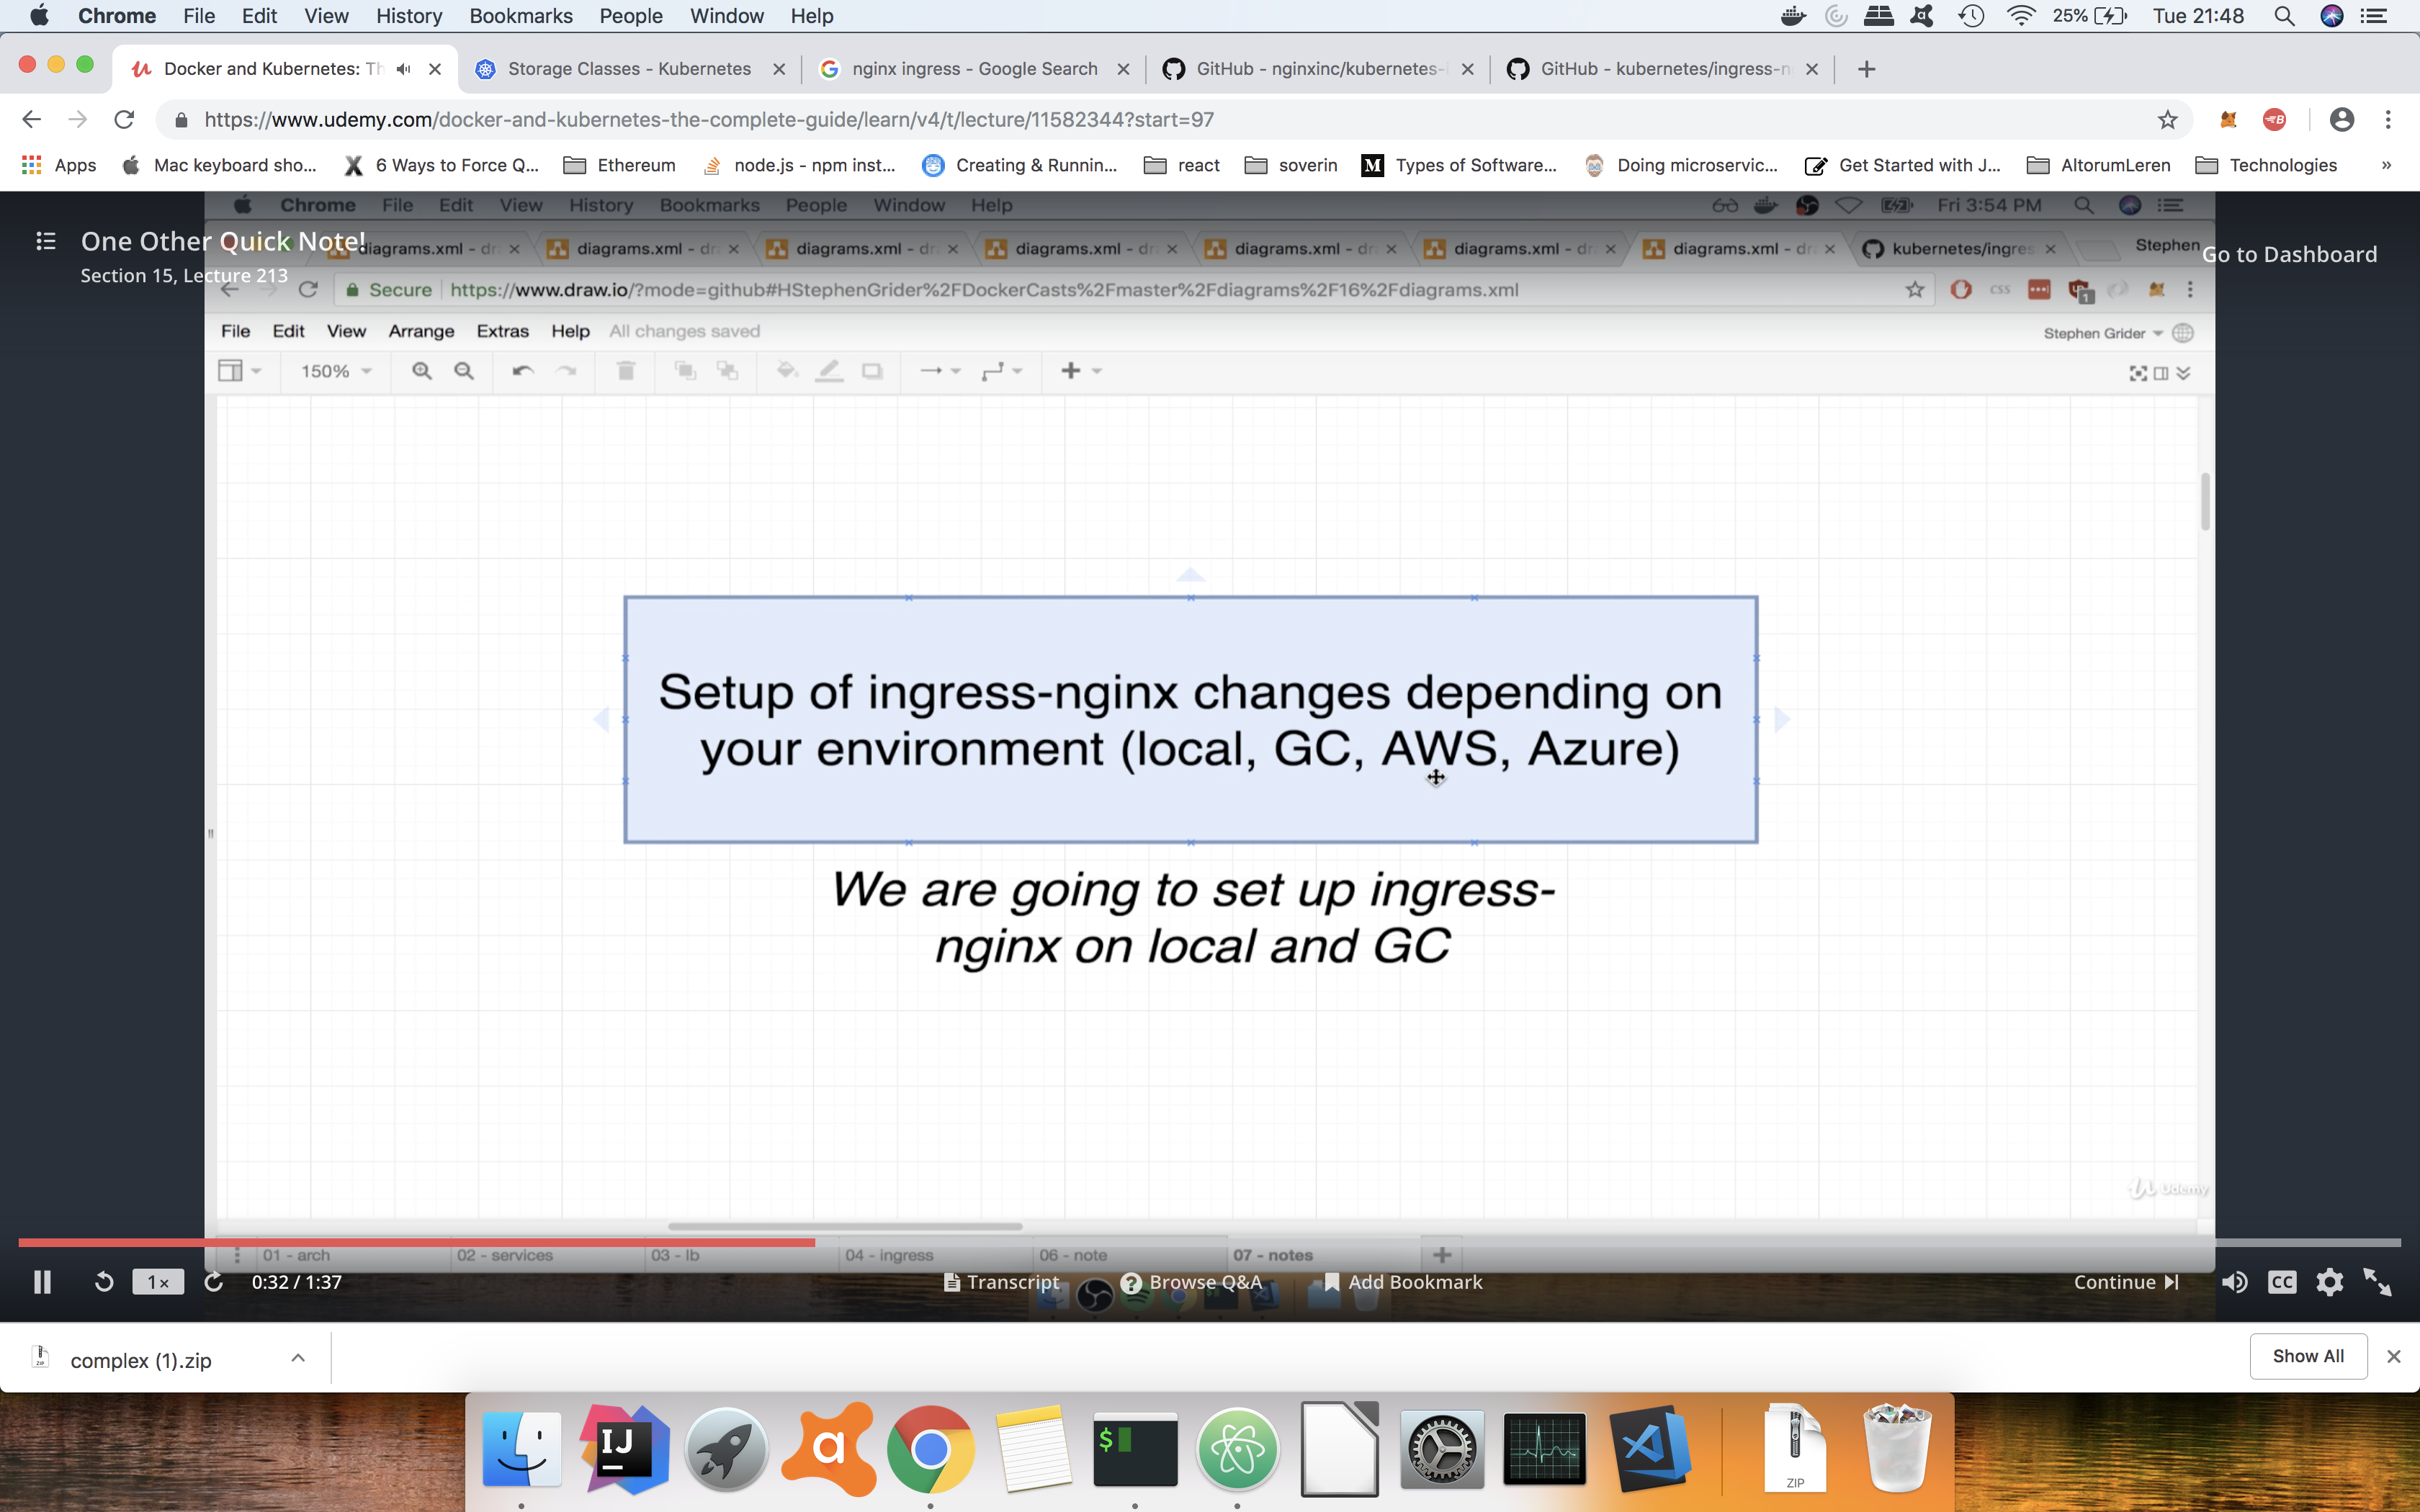 Chrome File Edit View History Bookmarks People Window Help 25% Tue 21:48
Docker and Kubernetes: Th Storage Classes - Kubernetes nginx ingress - Google Search GitHub - nginxinc/kubernetes-i GitHub - kubernetes/ingress-n
https://www.udemy.com/docker-and-kubernetes-the-complete-guide/learn/v4/t/lecture/11582344?start=97
Apps Mac keyboard sho... 6 Ways to Force Q... Ethereum node.js - npm inst... Creating & Runnin... react soverin Types of Software... Doing microservic... Get Started with J... AltorumLeren Technologies »
Chrome File Edit View History Bookmarks People Window Help Fri 3:54 PM
One Other Quick Note! diagrams.xml - dr diagrams.xml - dr diagrams.xml - dr diagrams.xml - dr diagrams.xml - dr diagrams.xml - dr diagrams.xml - dr kubernetes/ingres Stephen
Go to Dashboard
Section 15, Lecture 213
Secure https://www.draw.io/?mode=github#HStephenGrider%2FDockerCasts%2Fmaster%2Fdiagrams%2F16%2Fdiagrams.xml css 1
File Edit View Arrange Extras Help All changes saved Stephen Grider
150%
Setup of ingress-nginx changes depending on
your environment (local, GC, AWS, Azure)
We are going to set up ingress-
nginx on local and GC
Udemy
01 - arch 02 - services 03 - lb 04 - ingress 06 - note 07 - notes
1x 0:32 / 1:37 Transcript Browse Q&A Add Bookmark Continue CC
complex (1).zip Show All
IJ a $ ZIP